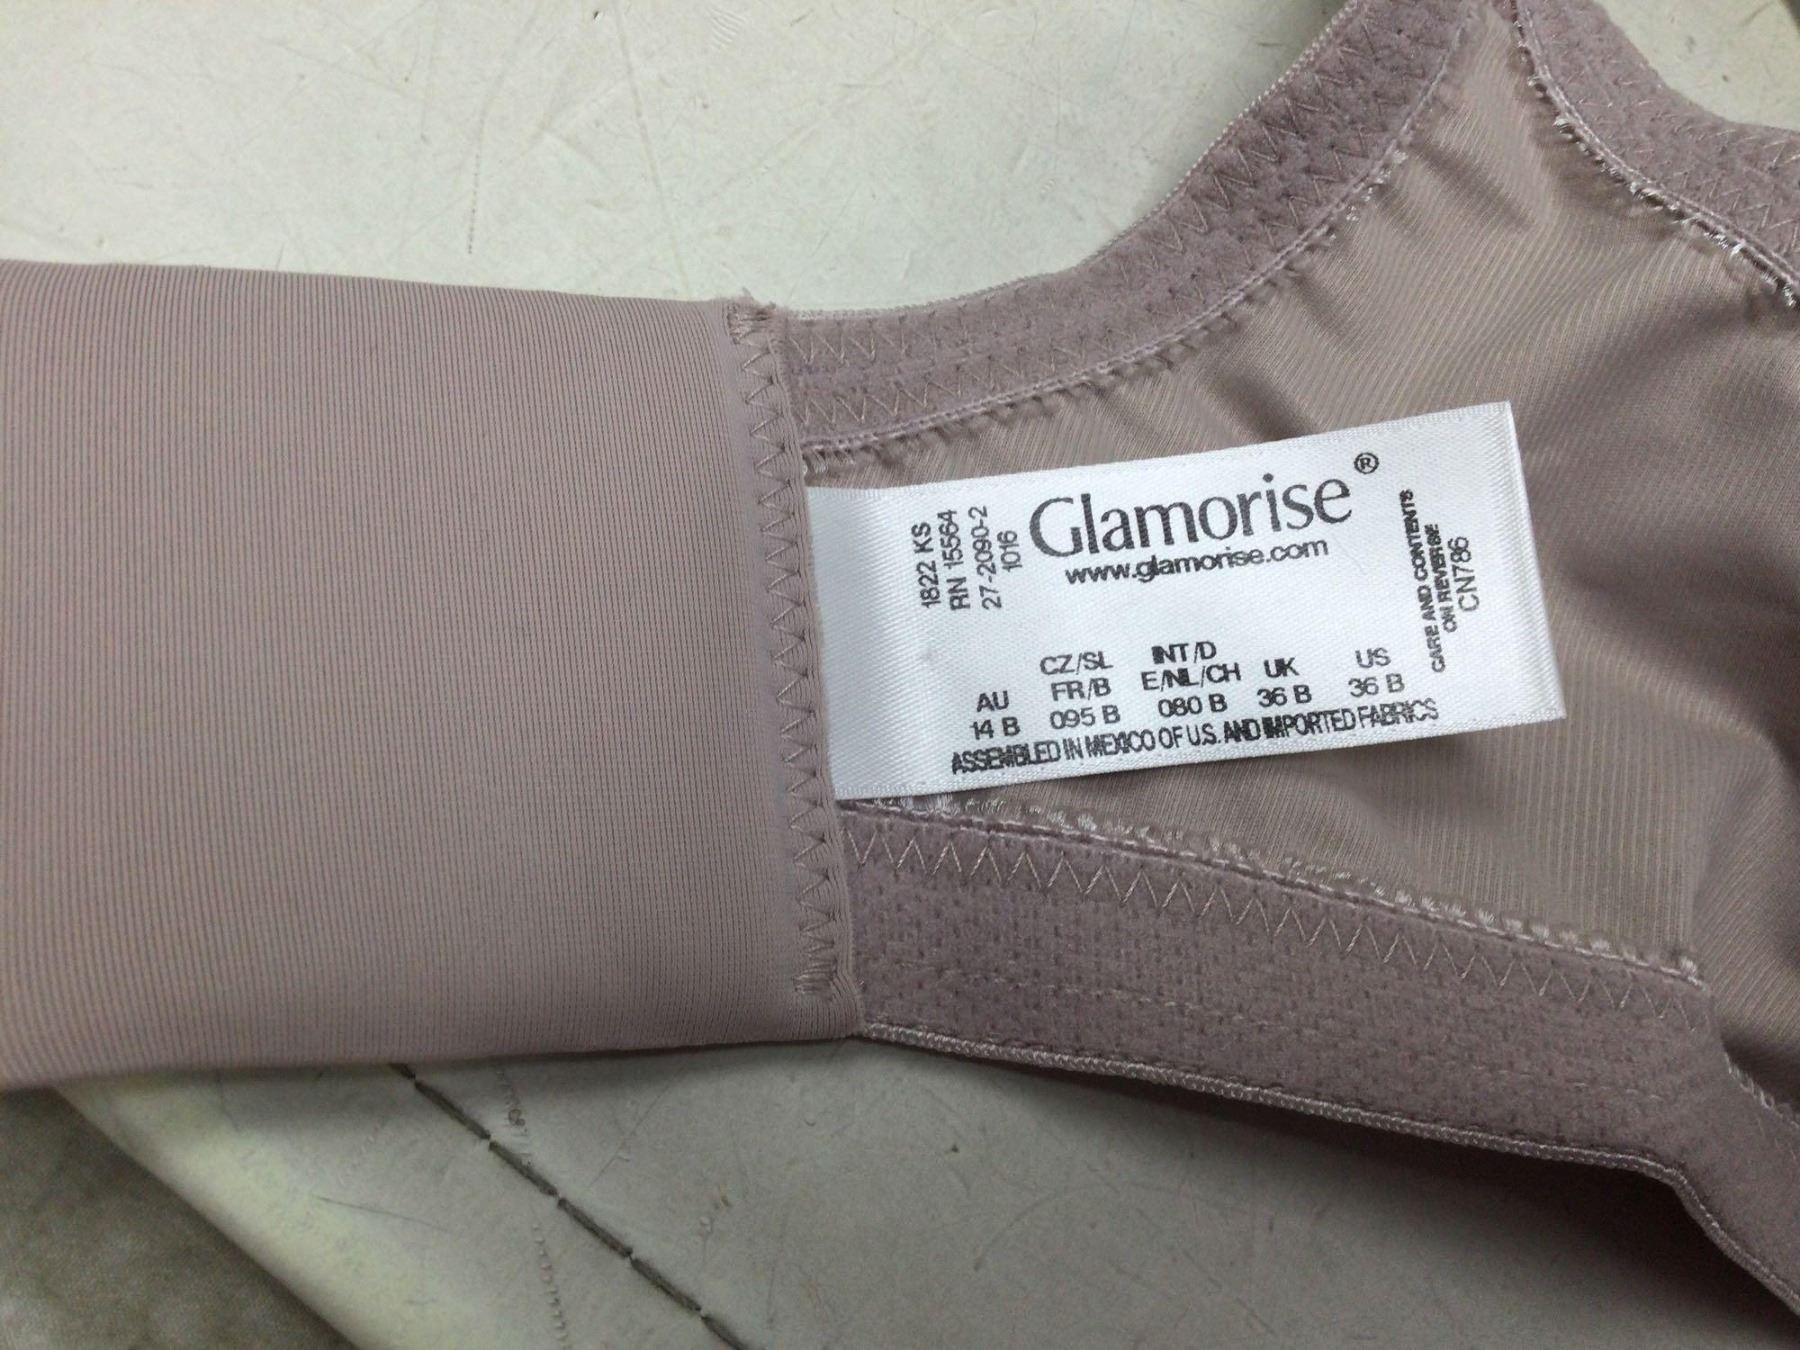 1822 KS
RN 15564
27-2090-2
1016
Glamorise®
www.glamorise.com
CARE AND CONTENTS
ON REVERSE
CN786
AU
14 B
CZ/SL
FR/B
095 B
INT/D
E/NL/CH
080 B
UK
36 B
US
36 B
ASSEMBLED IN MEXICO OF U.S. AND IMPORTED FABRICS